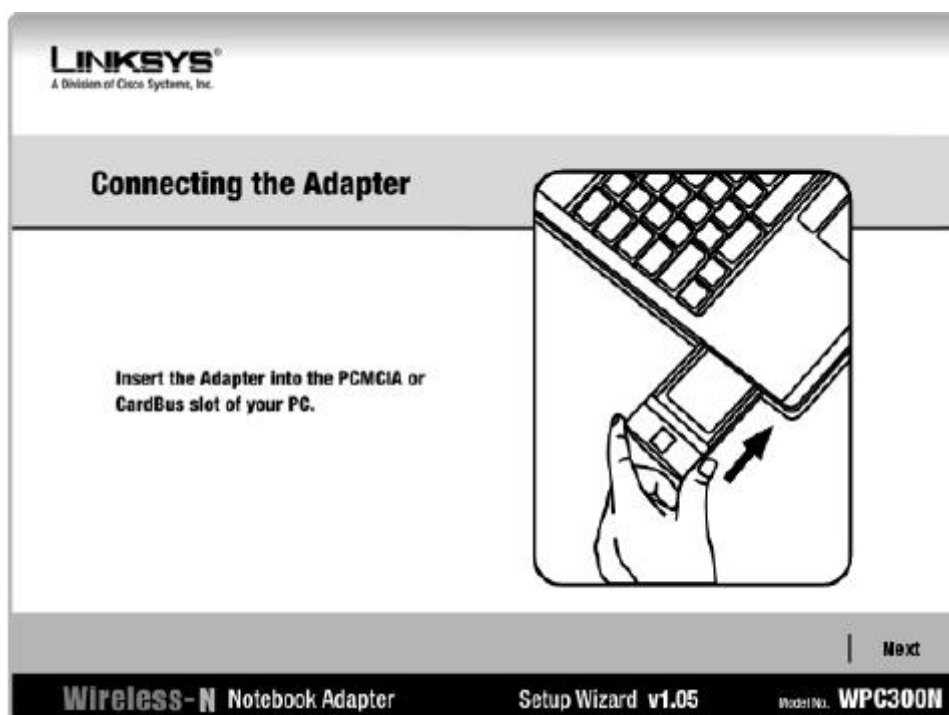 LINKSYS®
A Division of Cisco Systems, Inc.
Connecting the Adapter
Insert the Adapter into the PCMCIA or
CardBus slot of your PC.
Next
Wireless-N Notebook Adapter Setup Wizard v1.05 Model No. WPC300N